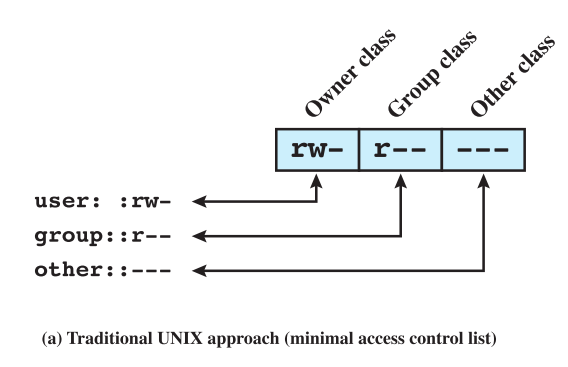 Owner class
Group class
Other class
rw- r-- ---
user: :rw-
group::r--
other::---
(a) Traditional UNIX approach (minimal access control list)